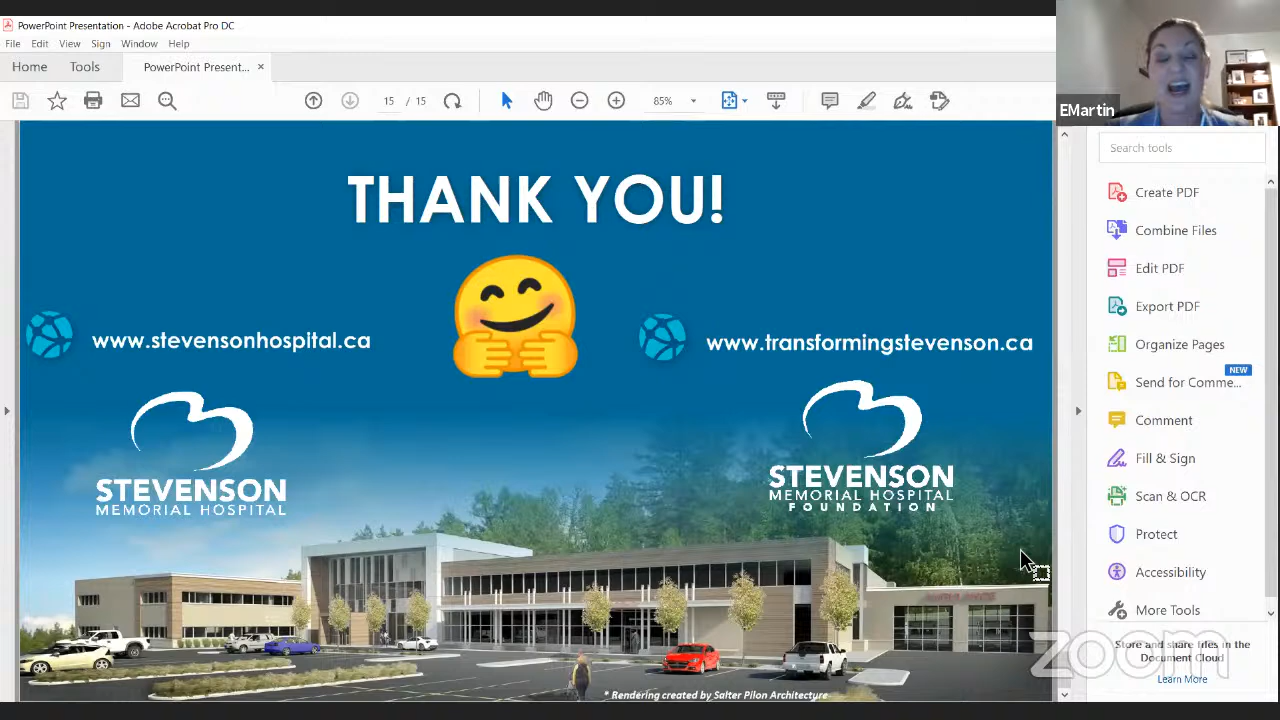 PowerPoint Presentation - Adobe Acrobat Pro DC
File Edit View Sign Window Help
Home Tools PowerPoint Present... ×
15 / 15 85%
EMartin
Search tools
Create PDF
Combine Files
Edit PDF
Export PDF
Organize Pages
NEW
Send for Comme...
Comment
Fill & Sign
Scan & OCR
Protect
Accessibility
More Tools
Store and share files in the
Document Cloud
Learn More
zoom
THANK YOU!
www.stevensonhospital.ca
www.transformingstevenson.ca
STEVENSON
MEMORIAL HOSPITAL
STEVENSON
MEMORIAL HOSPITAL
FOUNDATION
AMBULANCE
* Rendering created by Salter Pilon Architecture